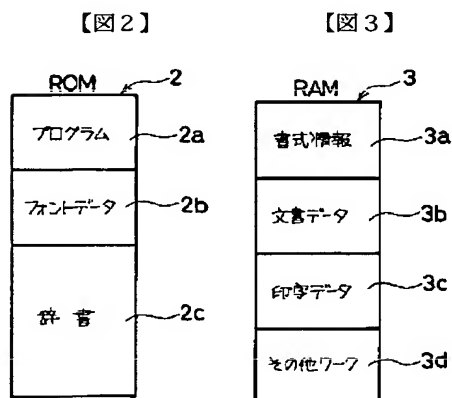 【図2】
ROM 2
プログラム 2a
フォントデータ 2b
辞書 2c
【図3】
RAM 3
書式情報 3a
文書データ 3b
印字データ 3c
その他ワーク 3d